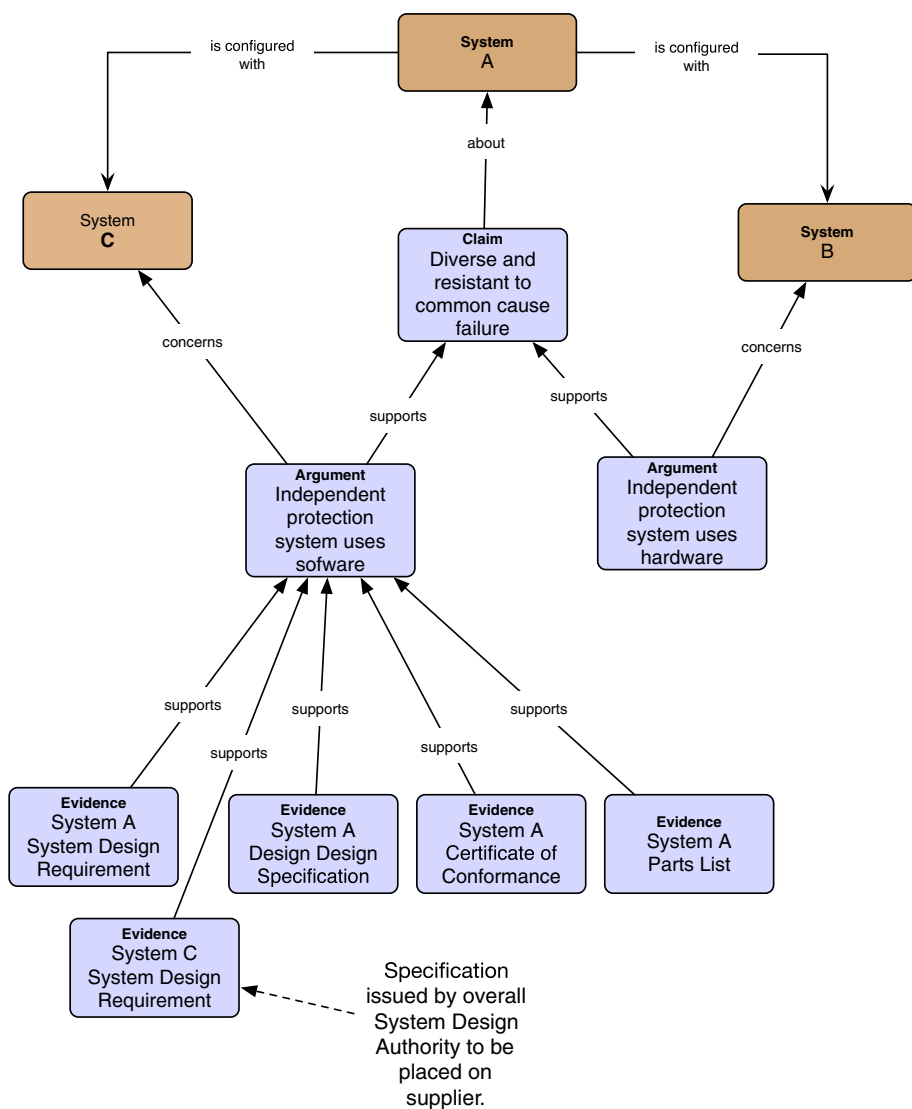 System
A
is configured
with
is configured
with
about
System
C
Claim
Diverse and
resistant to
common cause
failure
System
B
concerns
supports
supports
concerns
Argument
Independent
protection
system uses
sofware
Argument
Independent
protection
system uses
hardware
supports
supports
supports
supports
supports
Evidence
System A
System Design
Requirement
Evidence
System A
Design Design
Specification
Evidence
System A
Certificate of
Conformance
Evidence
System A
Parts List
Evidence
System C
System Design
Requirement
Specification
issued by overall
System Design
Authority to be
placed on
supplier.